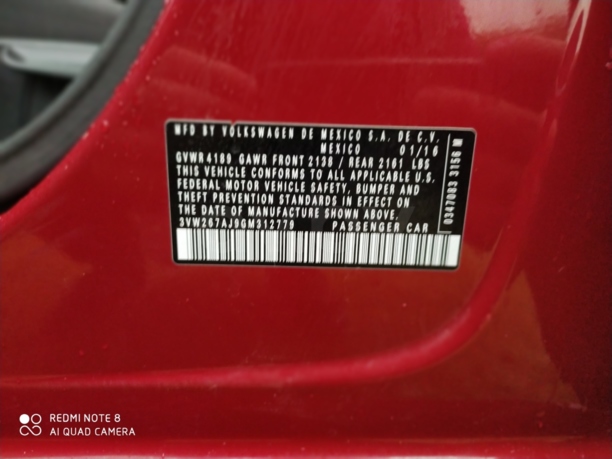 MFD BY VOLKSWAGEN DE MEXICO S.A. DE C.V.
MEXICO 01/16
GVWR 4189 GAWR FRONT 2138 / REAR 2161 LBS
THIS VEHICLE CONFORMS TO ALL APPLICABLE U.S.
FEDERAL MOTOR VEHICLE SAFETY, BUMPER AND
THEFT PREVENTION STANDARDS IN EFFECT ON
THE DATE OF MANUFACTURE SHOWN ABOVE.
3VW267AJ9GM312779 PASSENGER CAR
REDMI NOTE 8
AI QUAD CAMERA